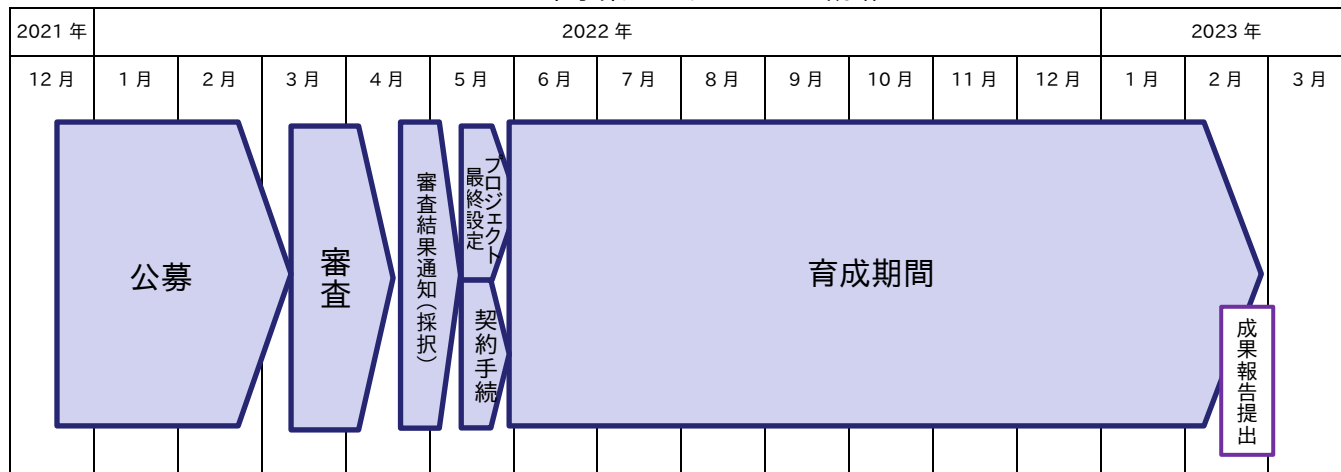 2021 年
2022 年
2023 年
12 月
1 月
2 月
3 月
4 月
5 月
6 月
7 月
8 月
9 月
10 月
11 月
12 月
1 月
2 月
3 月
公募
審査
審査結果通知（採択）
プロジェクト
最終設定
契約手続
育成期間
成果報告提出